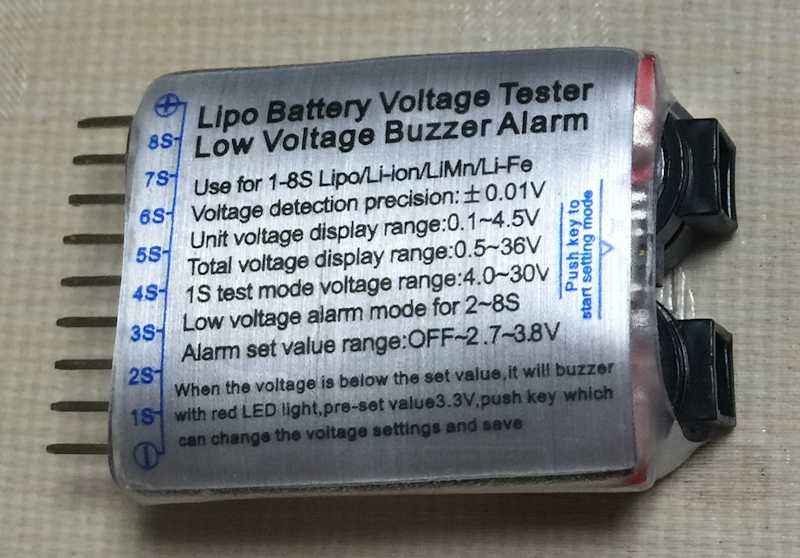 Lipo Battery Voltage Tester
Low Voltage Buzzer Alarm
Use for 1-8S Lipo/Li-ion/LiMn/Li-Fe
Voltage detection precision:±0.01V
Unit voltage display range:0.1~4.5V
Total voltage display range:0.5~36V
1S test mode voltage range:4.0~30V
Low voltage alarm mode for 2~8S
Alarm set value range:OFF~2.7~3.8V
When the voltage is below the set value,it will buzzer
with red LED light,pre-set value3.3V,push key which
can change the voltage settings and save
+
8S
7S
6S
5S
4S
3S
2S
1S
-
Push key to
start setting mode